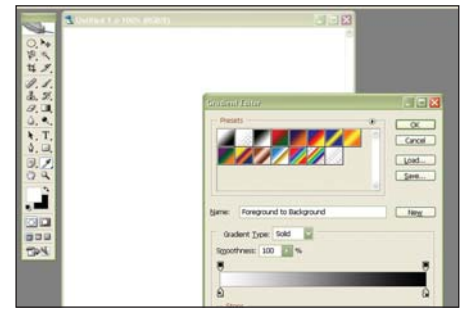 Untitled-1 @ 100% (RGB/8)
Gradient Editor
Presets
OK
Cancel
Load...
Save...
Name: Foreground to Background
New
Gradient Type: Solid
Smoothness: 100 %
Stops